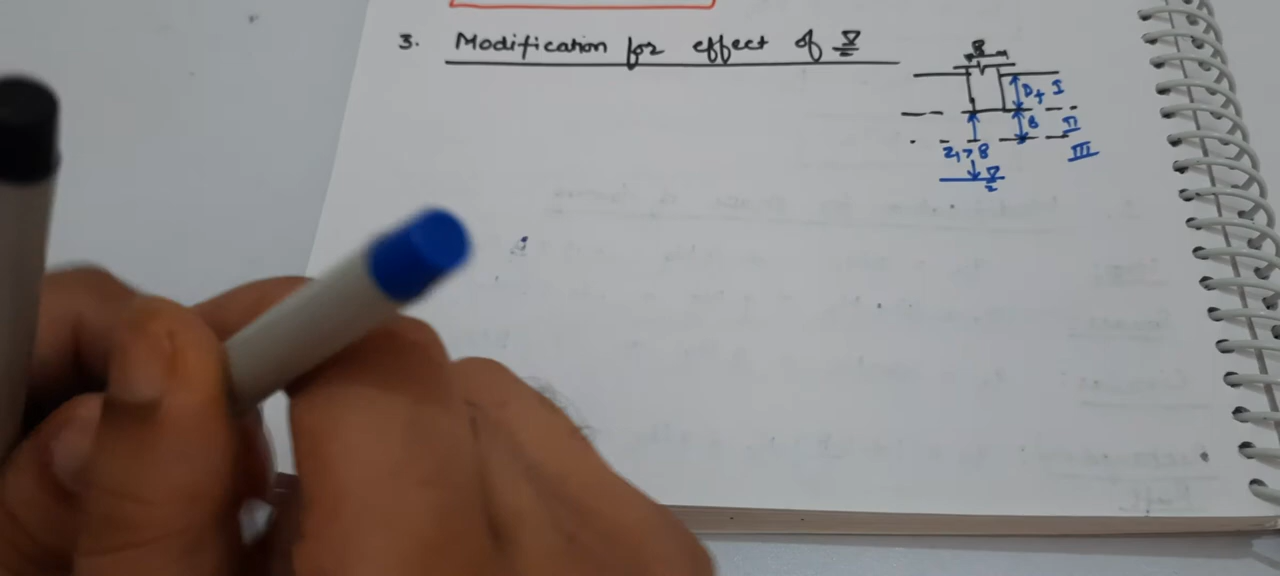 3. Modification for effect of ∇
B
Df I
B II
z₁ > B III
∇